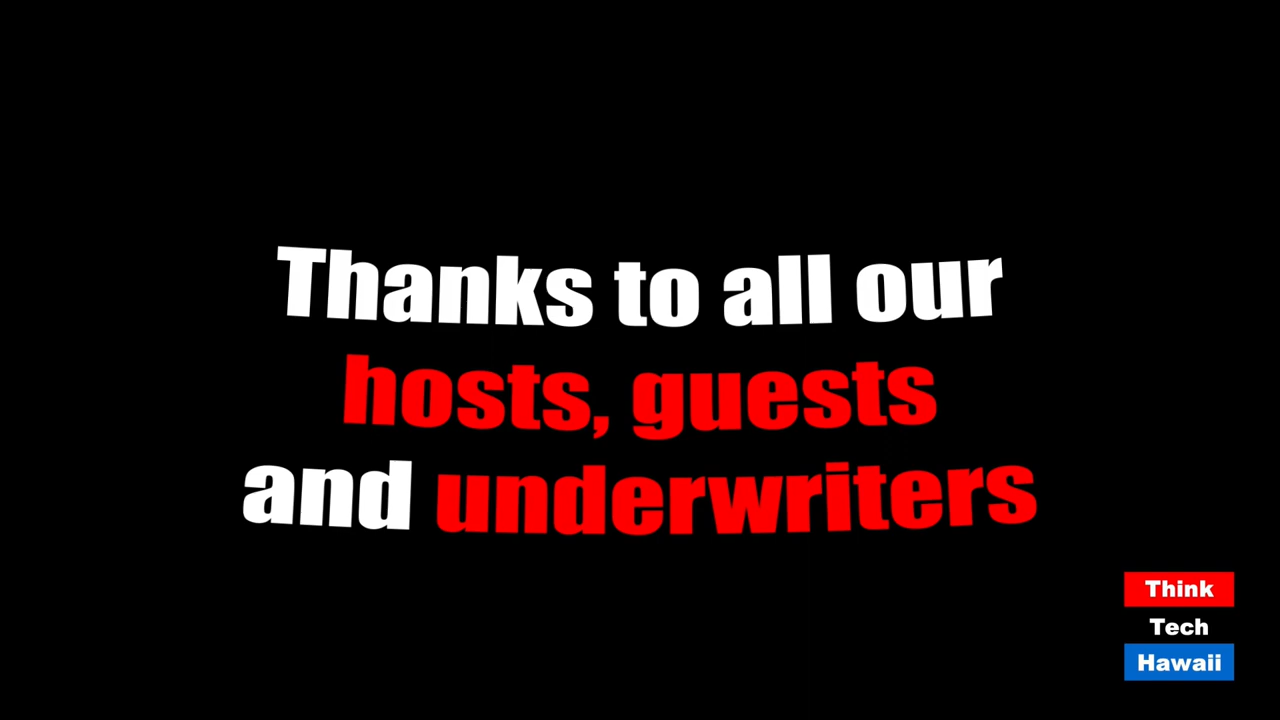 Thanks to all our
hosts, guests
and underwriters
Think
Tech
Hawaii